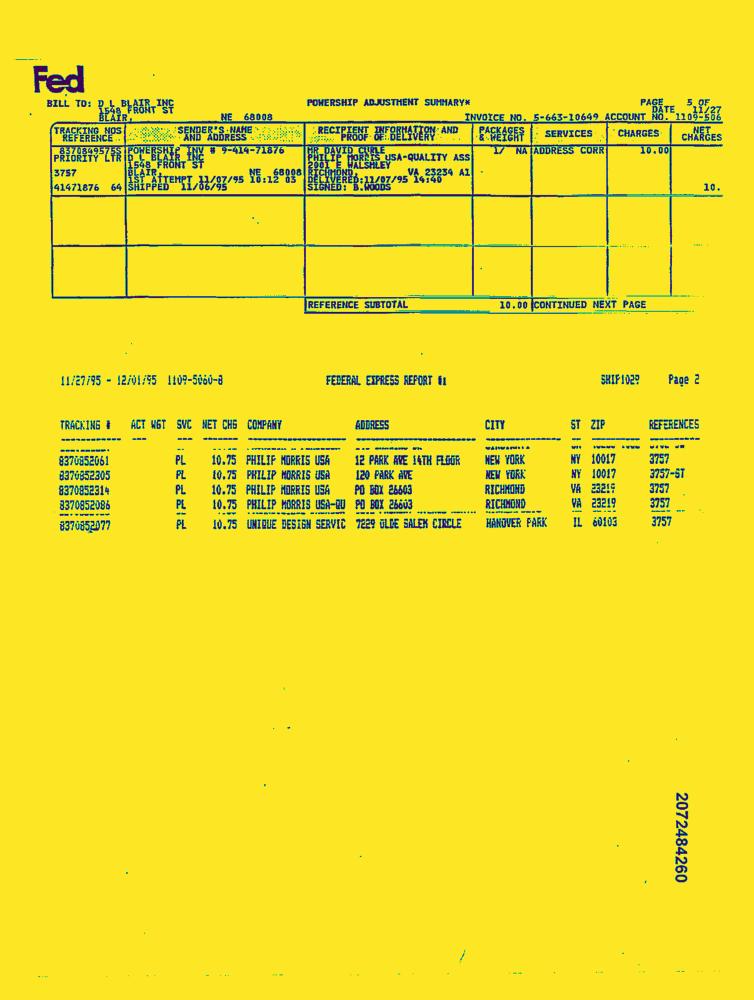 Fed
BILL TO: D L BLAIR INC POWERSHIP ADJUSTMENT SUMMARY* PAGE 5 OF
1548 FRONT ST DATE 11/27
BLAIR, NE 68008 INVOICE NO. 5-663-10649 ACCOUNT NO. 1109-506
TRACKING NOS SENDER'S NAME RECIPIENT INFORMATION AND PACKAGES SERVICES CHARGES NET
REFERENCE AND ADDRESS PROOF OF DELIVERY & WEIGHT CHARGES
8370849575S POWERSHIP INV # 9-414-71876 MR DAVID CURLE 1/ NA ADDRESS CORR 10.00
PRIORITY LTR D L BLAIR INC PHILIP MORRIS USA-QUALITY ASS
1548 FRONT ST 2001 E WALSMLEY
3757 BLAIR, NE 68008 RICHMOND, VA 23234 A1
1ST ATTEMPT 11/07/95 10:12 03 DELIVERED:11/07/95 14:40
41471876 64 SHIPPED 11/06/95 SIGNED: B.WOODS 10.
REFERENCE SUBTOTAL 10.00 CONTINUED NEXT PAGE
11/27/95 - 12/01/95 1109-5060-8 FEDERAL EXPRESS REPORT #1 SHIP1029 Page 2
TRACKING # ACT WGT SVC NET CHG COMPANY ADDRESS CITY ST ZIP REFERENCES
8370852061 PL 10.75 PHILIP MORRIS USA 12 PARK AVE 14TH FLOOR NEW YORK NY 10017 3757
8370852305 PL 10.75 PHILIP MORRIS USA 120 PARK AVE NEW YORK NY 10017 3757-ST
8370852314 PL 10.75 PHILIP MORRIS USA PO BOX 26603 RICHMOND VA 23219 3757
8370852086 PL 10.75 PHILIP MORRIS USA-QU PO BOX 26603 RICHMOND VA 23219 3757
8370852077 PL 10.75 UNIQUE DESIGN SERVIC 7229 OLDE SALEM CIRCLE HANOVER PARK IL 60103 3757
2072484260